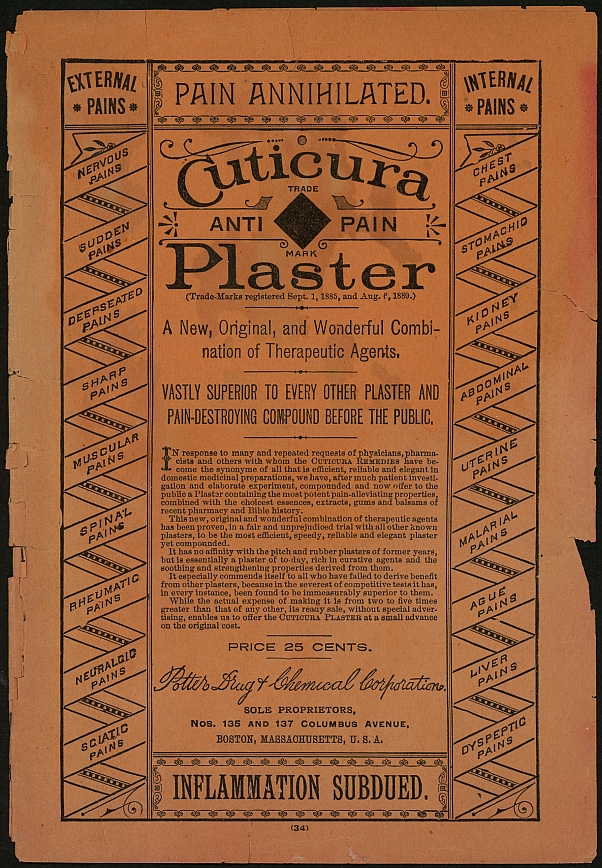 EXTERNAL
PAINS
NERVOUS
PAINS
SUDDEN
PAINS
DEEPSEATED
PAINS
SHARP
PAINS
MUSCULAR
PAINS
SPINAL
PAINS
RHEUMATIC
PAINS
NEURALGIC
PAINS
SCIATIC
PAINS
PAIN ANNIHILATED.
Cuticura
TRADE
ANTI PAIN
MARK
Plaster
(Trade-Marks registered Sept. 1, 1885, and Aug. 6, 1889.)
A New, Original, and Wonderful Combi-
nation of Therapeutic Agents.
VASTLY SUPERIOR TO EVERY OTHER PLASTER AND
PAIN-DESTROYING COMPOUND BEFORE THE PUBLIC.
IN response to many and repeated requests of physicians, pharma-
cists and others with whom the CUTICURA REMEDIES have be-
come the synonyme of all that is efficient, reliable and elegant in
domestic medicinal preparations, we have, after much patient investi-
gation and elaborate experiment, compounded and now offer to the
public a Plaster containing the most potent pain-alleviating properties,
combined with the choicest essences, extracts, gums and balsams of
recent pharmacy and Bible history.
This new, original and wonderful combination of therapeutic agents
has been proven, in a fair and unprejudiced trial with all other known
plasters, to be the most efficient, speedy, reliable and elegant plaster
yet compounded.
It has no affinity with the pitch and rubber plasters of former years,
but is essentially a plaster of to-day, rich in curative agents and the
soothing and strengthening properties derived from them.
It especially commends itself to all who have failed to derive benefit
from other plasters, because in the severest of competitive tests it has,
in every instance, been found to be immeasurably superior to them.
While the actual expense of making it is from two to five times
greater than that of any other, its ready sale, without special adver-
tising, enables us to offer the CUTICURA PLASTER at a small advance
on the original cost.
PRICE 25 CENTS.
Potter Drug & Chemical Corporation.
SOLE PROPRIETORS,
Nos. 135 AND 137 COLUMBUS AVENUE,
BOSTON, MASSACHUSETTS, U. S. A.
INFLAMMATION SUBDUED.
INTERNAL
PAINS
CHEST
PAINS
STOMACHIC
PAINS
KIDNEY
PAINS
ABDOMINAL
PAINS
UTERINE
PAINS
MALARIAL
PAINS
AGUE
PAINS
LIVER
PAINS
DYSPEPTIC
PAINS
(34)